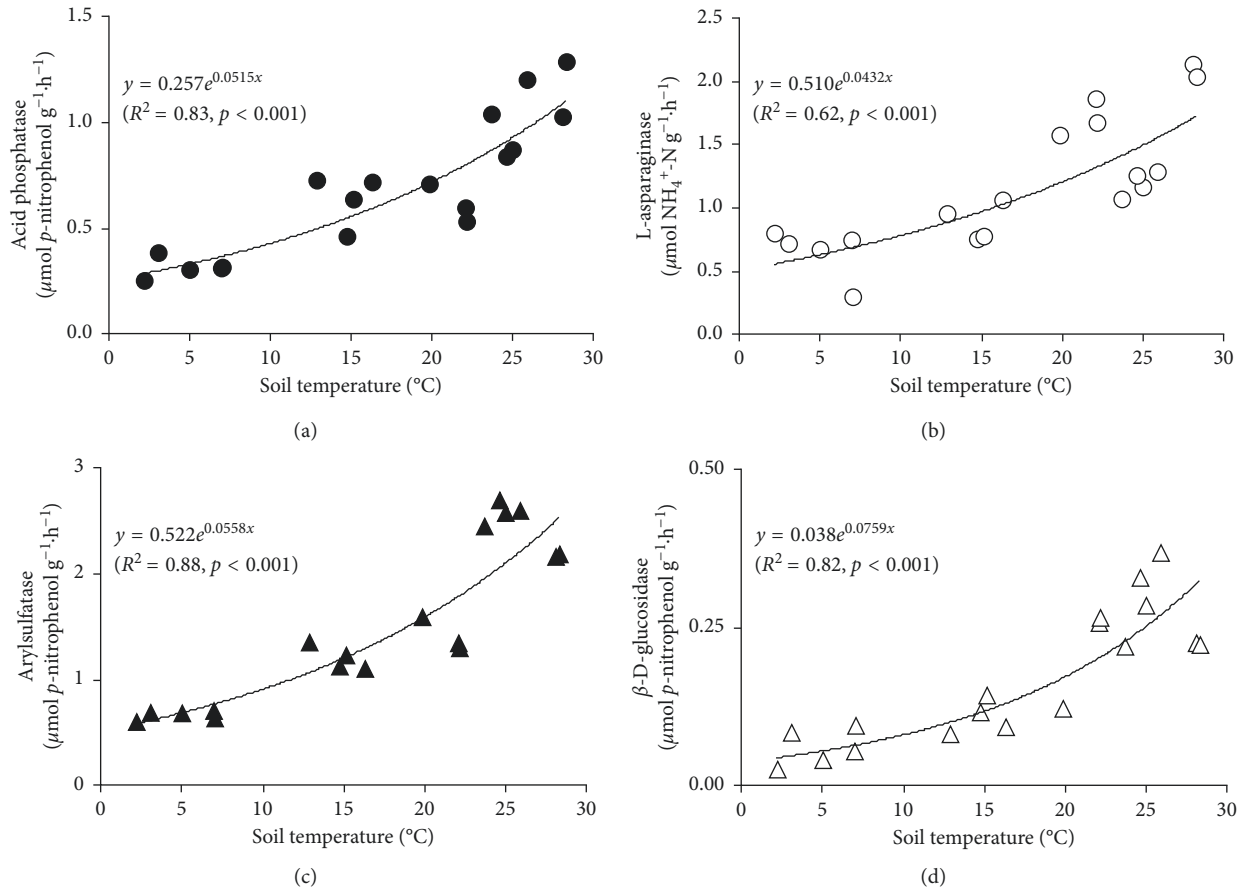 Acid phosphatase
(μmol p-nitrophenol g⁻¹·h⁻¹)
1.5
1.0
0.5
0.0
y = 0.257e^0.0515x
(R² = 0.83, p < 0.001)
0 5 10 15 20 25 30
Soil temperature (°C)
(a)
L-asparaginase
(μmol NH₄⁺-N g⁻¹·h⁻¹)
2.5
2.0
1.5
1.0
0.5
0.0
y = 0.510e^0.0432x
(R² = 0.62, p < 0.001)
0 5 10 15 20 25 30
Soil temperature (°C)
(b)
Arylsulfatase
(μmol p-nitrophenol g⁻¹·h⁻¹)
3
2
1
0
y = 0.522e^0.0558x
(R² = 0.88, p < 0.001)
0 5 10 15 20 25 30
Soil temperature (°C)
(c)
β-D-glucosidase
(μmol p-nitrophenol g⁻¹·h⁻¹)
0.50
0.25
0.00
y = 0.038e^0.0759x
(R² = 0.82, p < 0.001)
0 5 10 15 20 25 30
Soil temperature (°C)
(d)